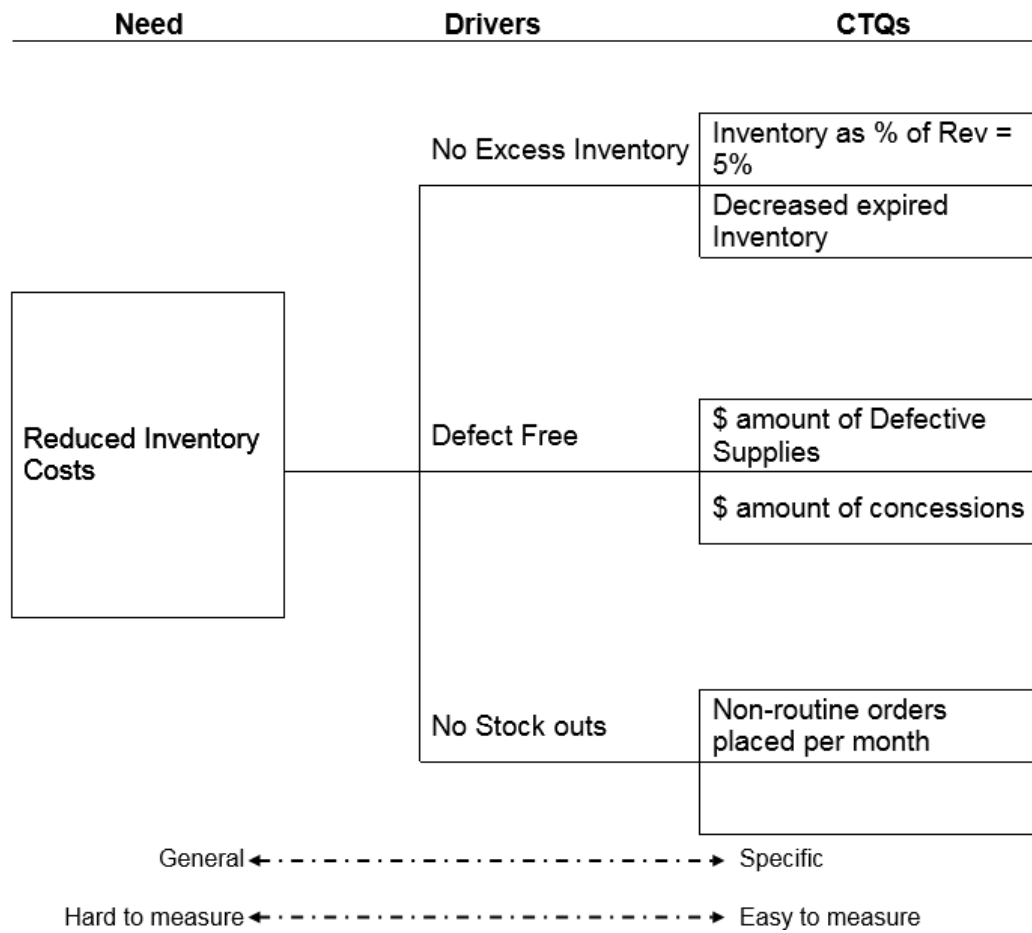 Need Drivers CTQs
No Excess Inventory
Inventory as % of Rev =
5%
Decreased expired
Inventory
Reduced Inventory
Costs
Defect Free
$ amount of Defective
Supplies
$ amount of concessions
No Stock outs
Non-routine orders
placed per month
General Specific
Hard to measure Easy to measure